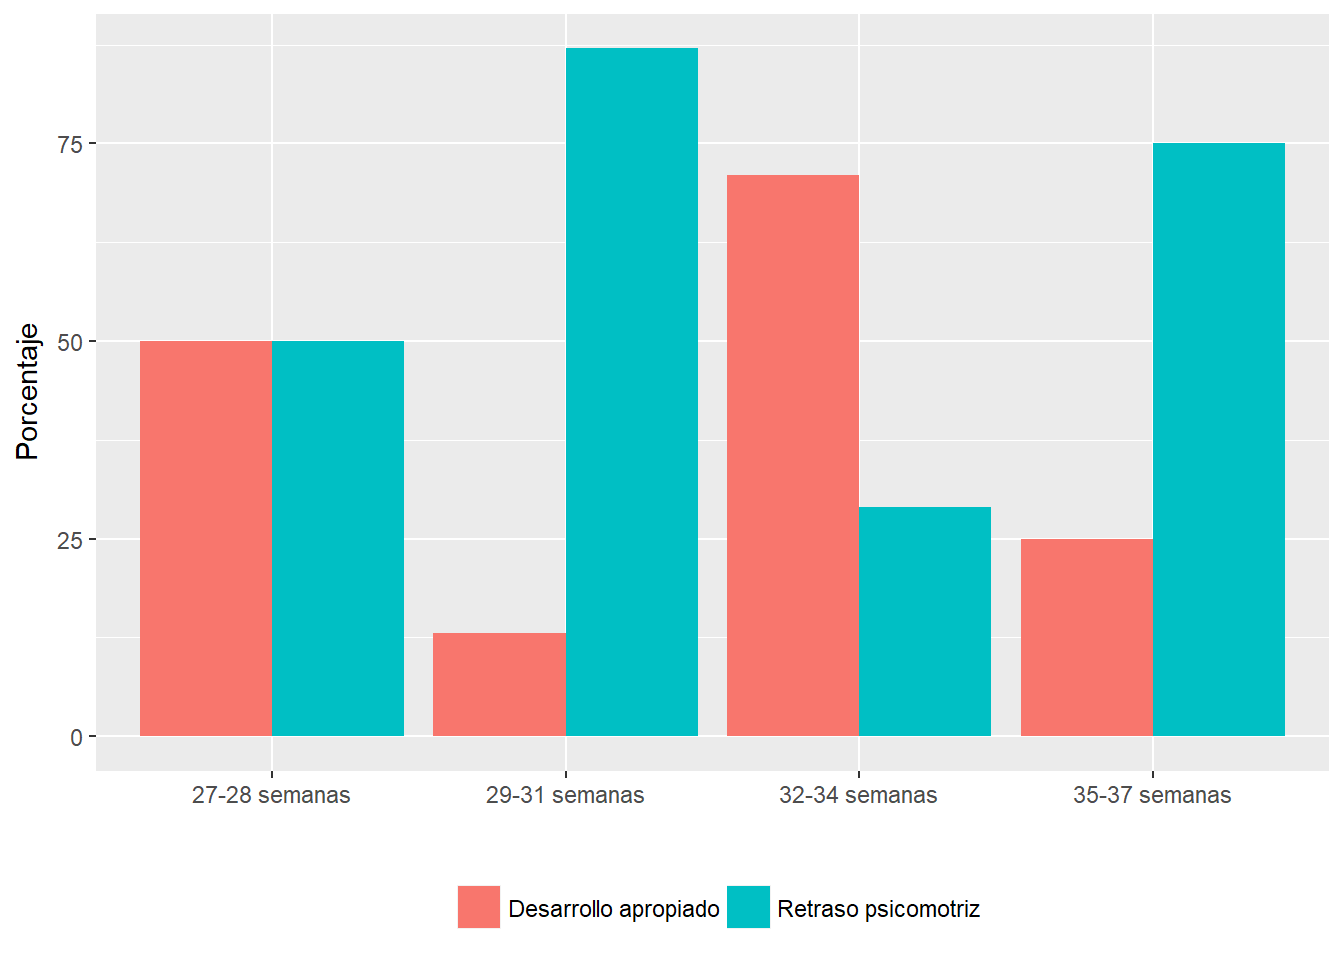 Porcentaje
75
50
25
0
27-28 semanas
29-31 semanas
32-34 semanas
35-37 semanas
Desarrollo apropiado
Retraso psicomotriz